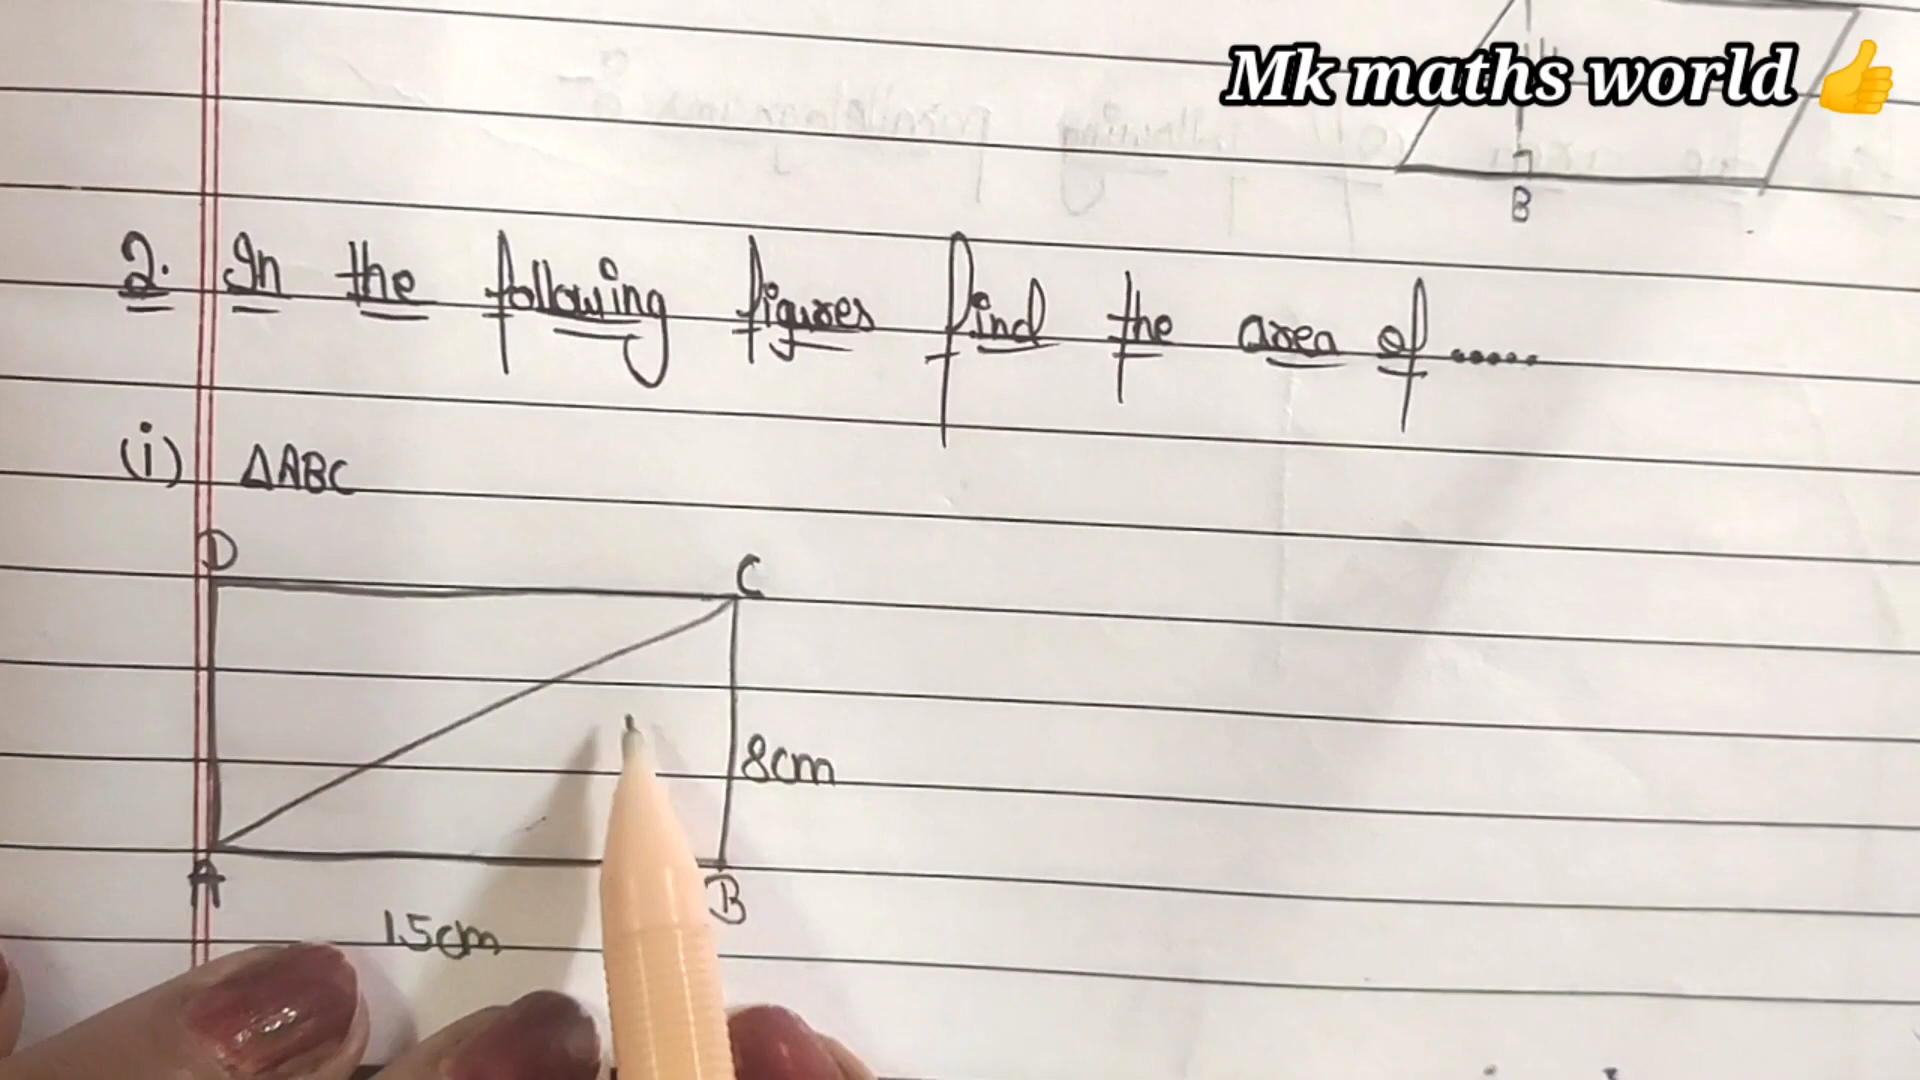 Mk maths world 👍
B
2. In the following figures find the area of .....
(i) ΔABC
D
C
8cm
A
B
15cm